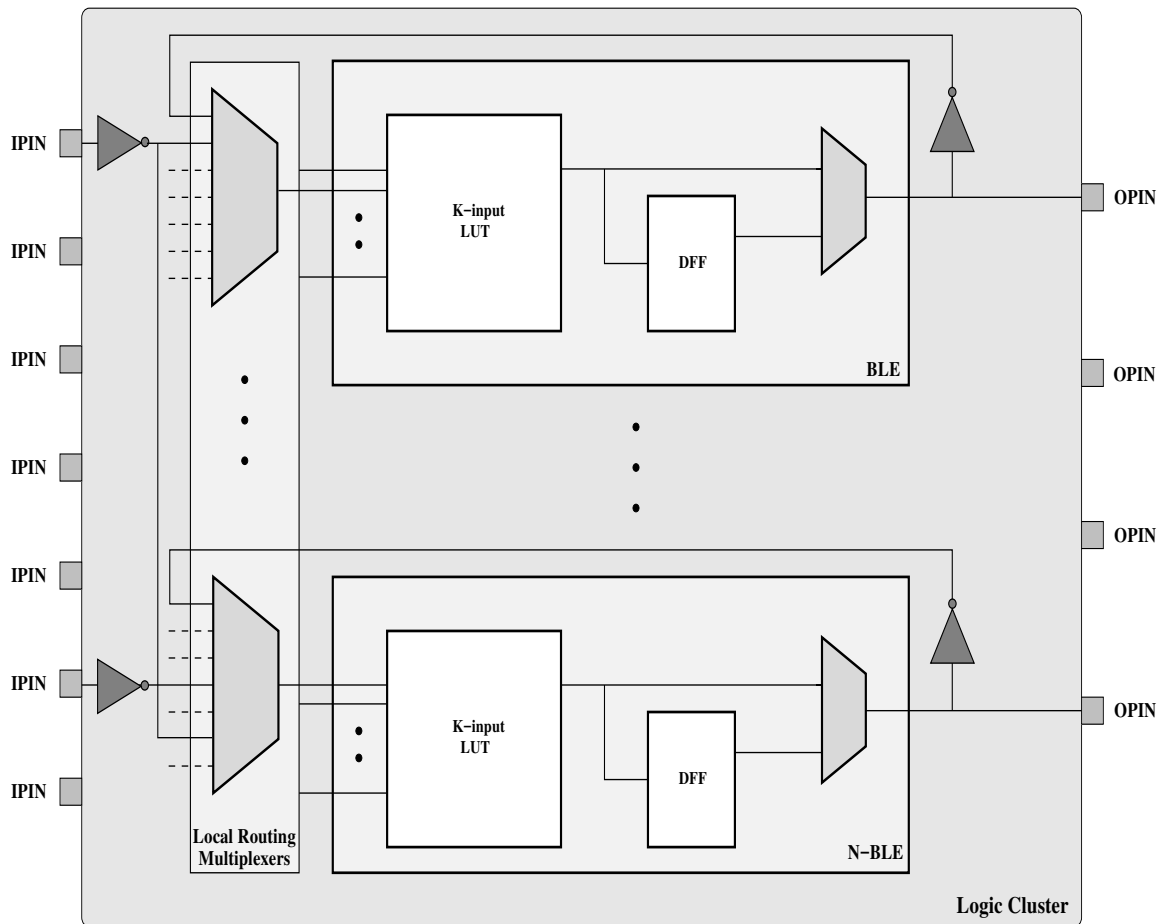 IPIN
IPIN
IPIN
IPIN
IPIN
IPIN
IPIN
K-input
LUT
DFF
BLE
OPIN
OPIN
OPIN
OPIN
K-input
LUT
DFF
N-BLE
Local Routing
Multiplexers
Logic Cluster